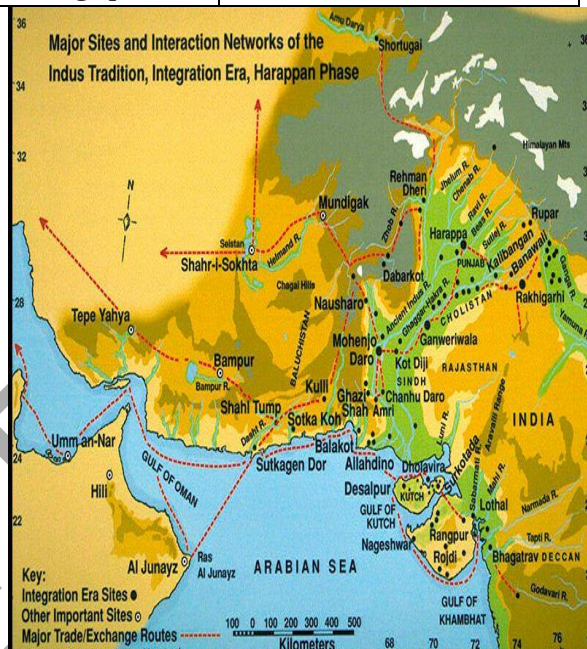 Major Sites and Interaction Networks of the
Indus Tradition, Integration Era, Harappan Phase
36
34
32
28
24
22
36
Amu Darya
Shortugai
Himalayan Mts
N
Rehman
Dheri
Jhelum R.
Chenab R.
Ravi R.
Beas R.
Sutlej R.
Mundigak
Zhob R.
Harappa
PUNJAB
Rupar
Kalibangan
Banawali
Ganga R.
Yamuna
Seistan
Helmand R.
Shahr-i-Sokhta
Dabarkot
Chagai Hills
Nausharo
Ancient Indus R.
Ghaggar-Hakra R.
CHOLISTAN
Rakhigarhi
Tepe Yahya
BALUCHISTAN
Mohenjo
Daro
Ganweriwala
Kot Diji
RAJASTHAN
Bampur
Bampur R.
Kulli
SINDH
Ghazi
Shah
Chanhu Daro
Amri
Shahi Tump
Dasht R.
Sotka Koh
Luni R.
Aravalli Range
INDIA
Umm an-Nar
Balakot
Sutkagen Dor
Allahdino
Dholavira
Surkotada
Sabarmati R.
Mahi R.
Hili
GULF OF OMAN
Desalpur
KUTCH
GULF OF
KUTCH
Lothal
Narmada R.
Rangpur
Nageshwar
Rojdi
Tapti R.
Bhagatrav
DECCAN
Al Junayz
Ras
Al Junayz
ARABIAN SEA
Godavari R.
GULF OF
KHAMBHAT
Key:
Integration Era Sites
Other Important Sites
Major Trade/Exchange Routes
100 0 100 200 300 400 500
Kilometers
68 70 72 74 76